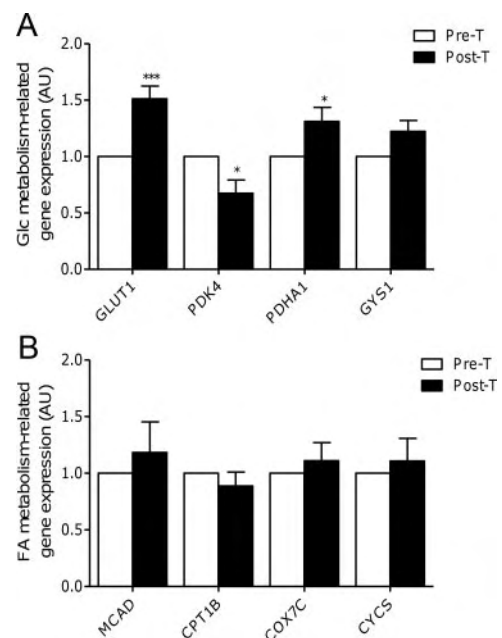 A
Glc metabolism-related
gene expression (AU)
2.0
1.5
1.0
0.5
0.0
***
*
*
Pre-T
Post-T
GLUT1
PDK4
PDHA1
GYS1
B
FA metabolism-related
gene expression (AU)
2.0
1.5
1.0
0.5
0.0
Pre-T
Post-T
MCAD
CPT1B
COX7C
CYCS